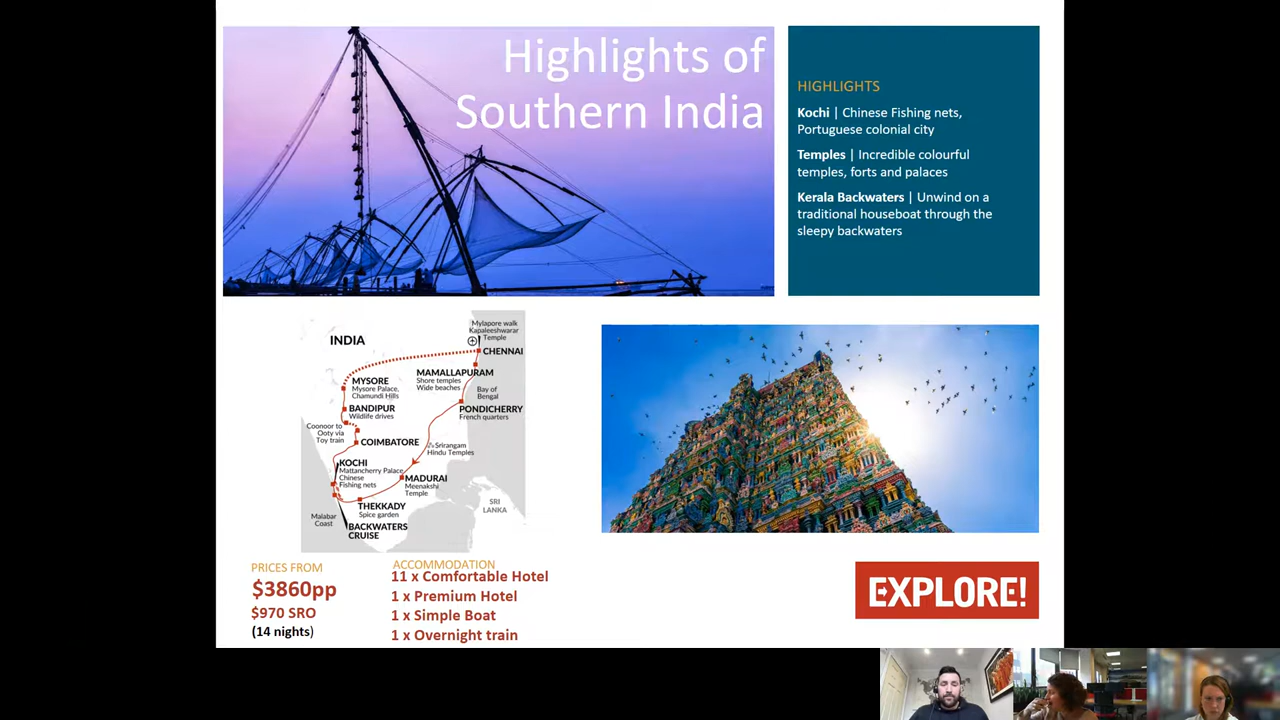 Highlights of
Southern India
HIGHLIGHTS
Kochi | Chinese Fishing nets,
Portuguese colonial city
Temples | Incredible colourful
temples, forts and palaces
Kerala Backwaters | Unwind on a
traditional houseboat through the
sleepy backwaters
INDIA
Mylapore walk
Kapaleeshwarar
Temple
CHENNAI
MAMALLAPURAM
Shore temples
Wide beaches
MYSORE
Mysore Palace,
Chamundi Hills
Bay of
Bengal
BANDIPUR
Wildlife drives
PONDICHERRY
French quarters
Coonoor to
Ooty via
Toy train
COIMBATORE
Srirangam
Hindu Temples
KOCHI
Mattancherry Palace
Chinese
Fishing nets
MADURAI
Meenakshi
Temple
THEKKADY
Spice garden
SRI
LANKA
Malabar
Coast
BACKWATERS
CRUISE
PRICES FROM
$3860pp
$970 SRO
(14 nights)
ACCOMMODATION
11 x Comfortable Hotel
1 x Premium Hotel
1 x Simple Boat
1 x Overnight train
EXPLORE!